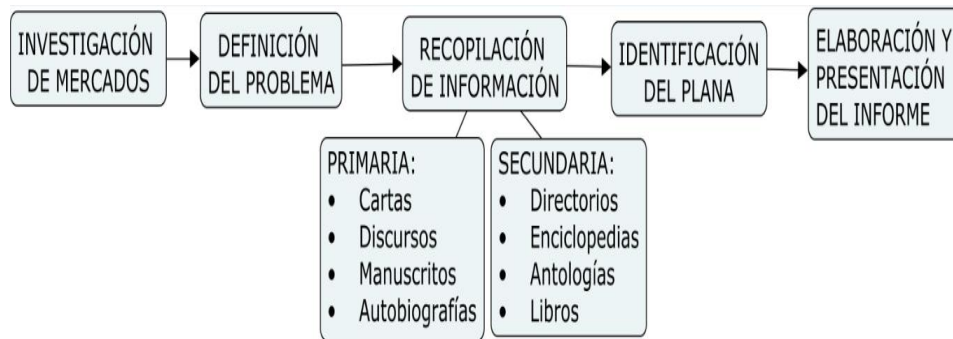 INVESTIGACIÓN
DE MERCADOS
DEFINICIÓN
DEL PROBLEMA
RECOPILACIÓN
DE INFORMACIÓN
IDENTIFICACIÓN
DEL PLANA
ELABORACIÓN Y
PRESENTACIÓN
DEL INFORME
PRIMARIA:
• Cartas
• Discursos
• Manuscritos
• Autobiografías
SECUNDARIA:
• Directorios
• Enciclopedias
• Antologías
• Libros